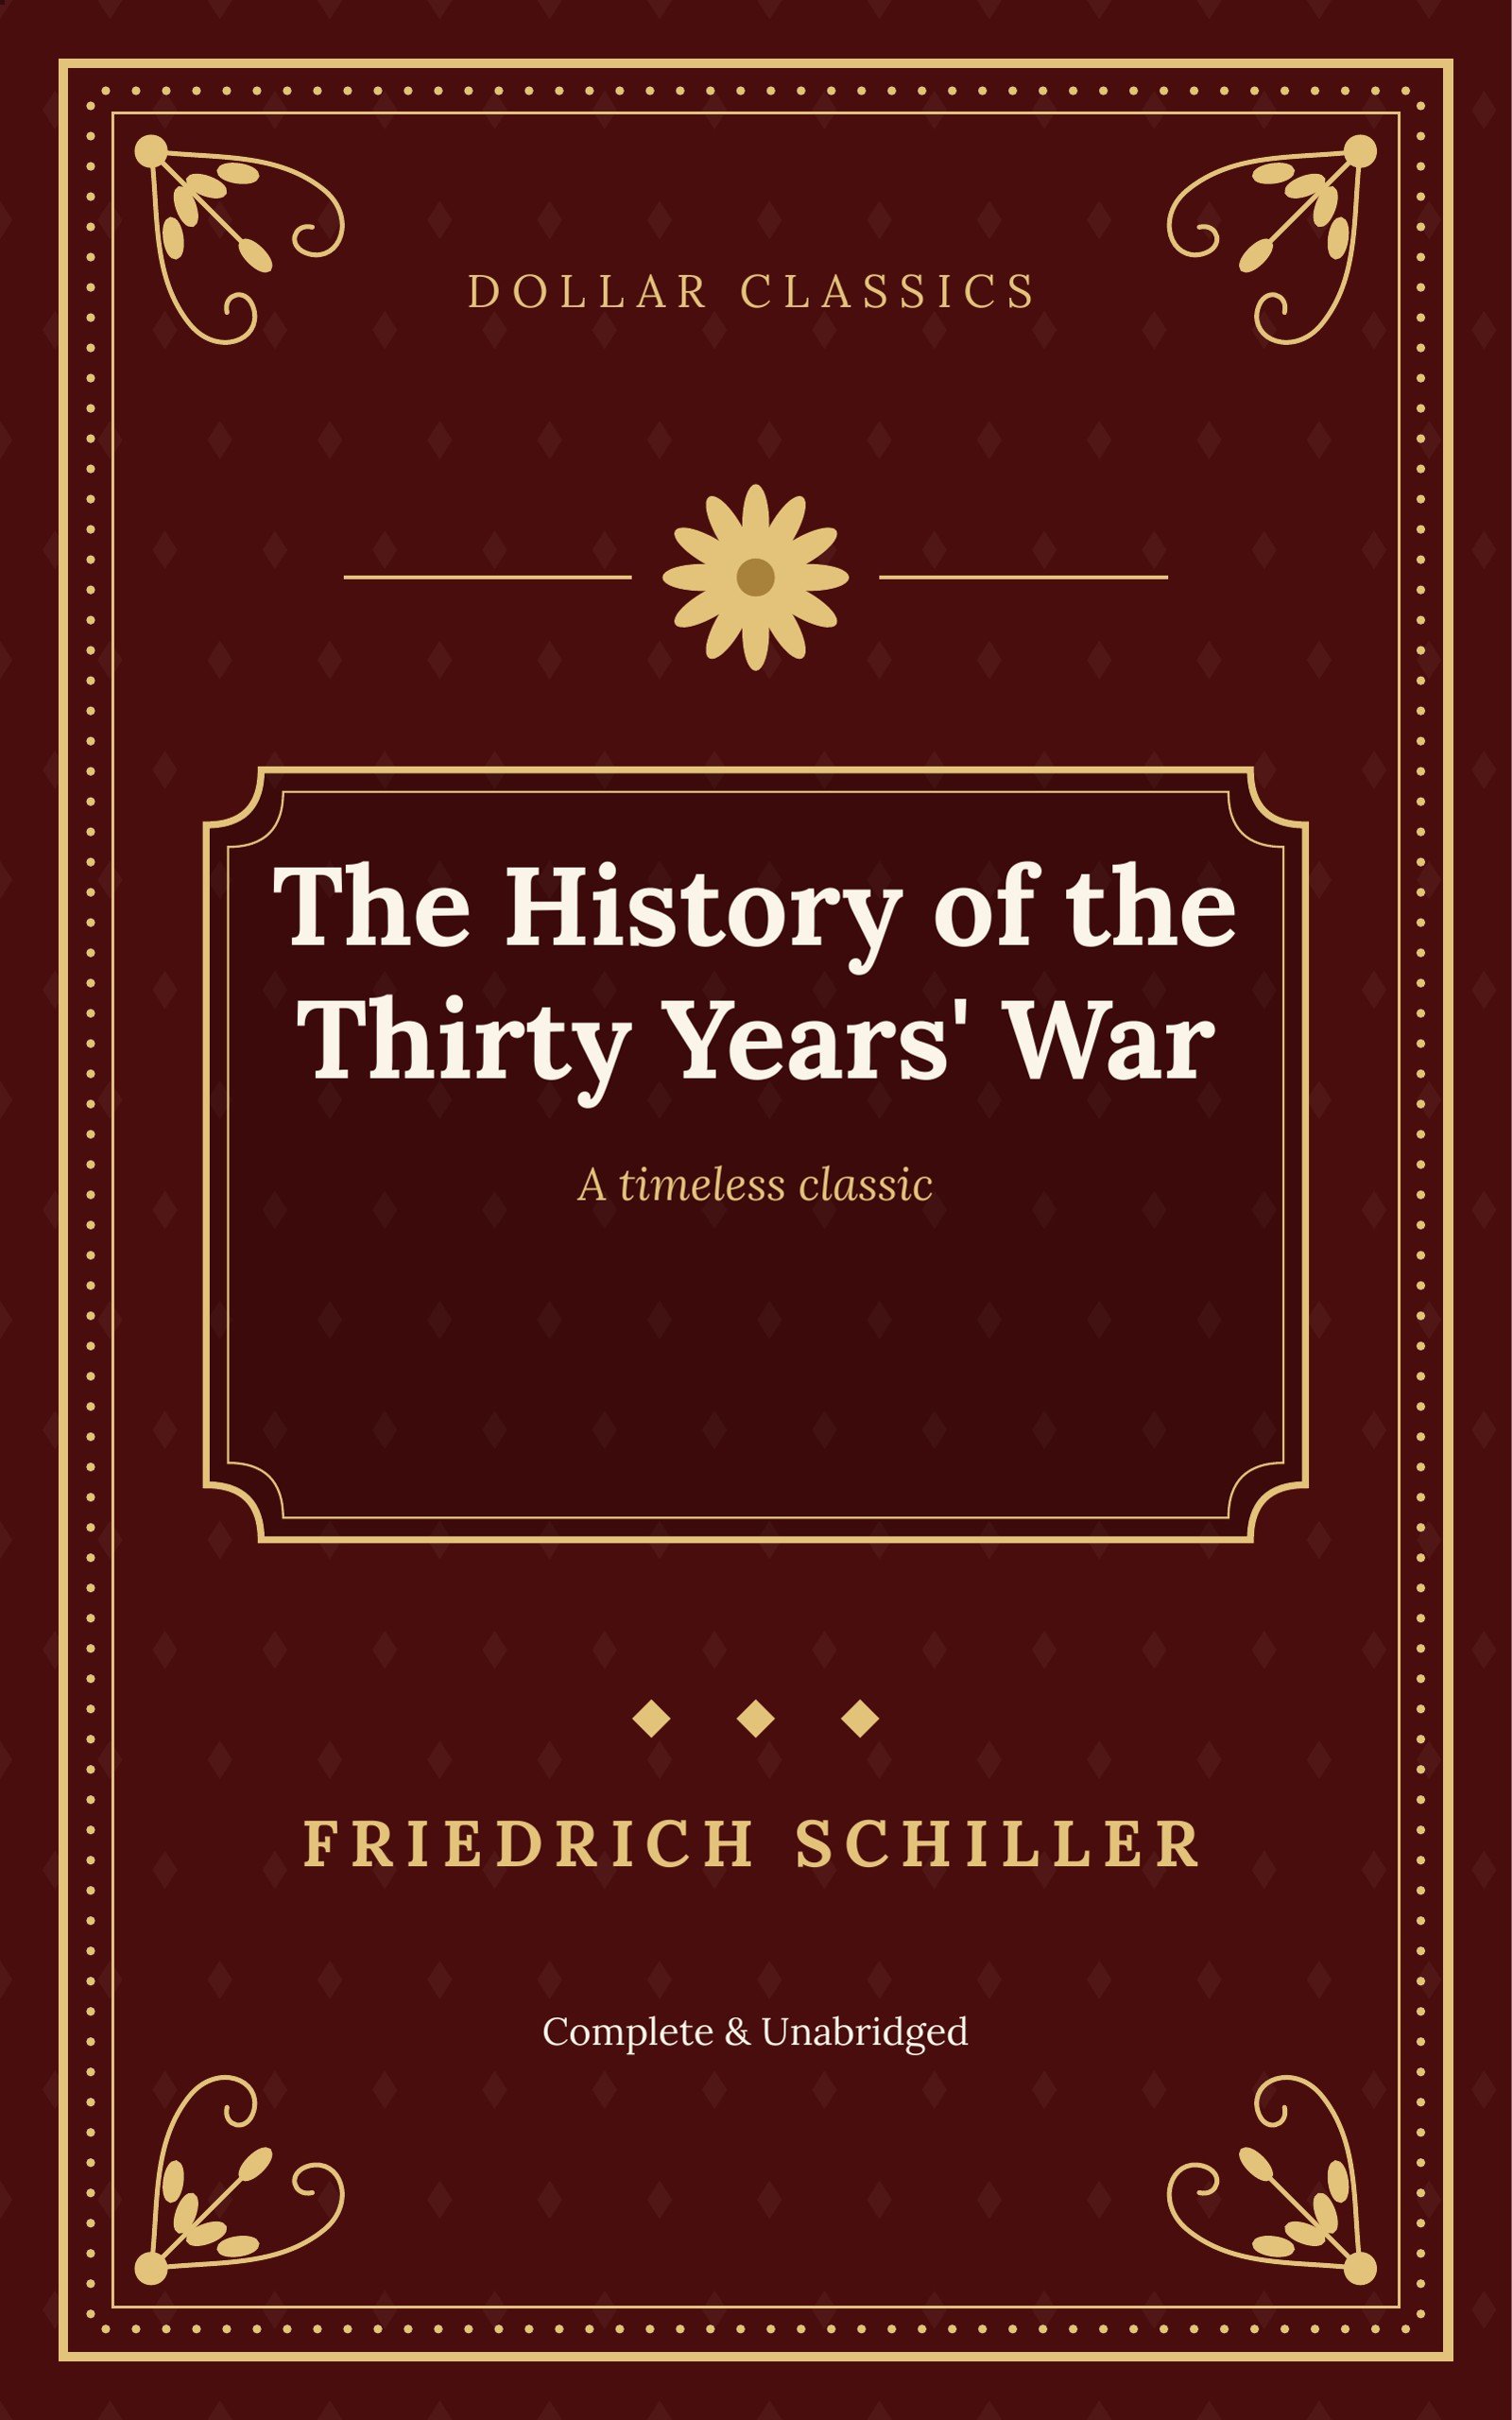 DOLLAR CLASSICS
The History of the
Thirty Years' War
A timeless classic
FRIEDRICH SCHILLER
Complete & Unabridged